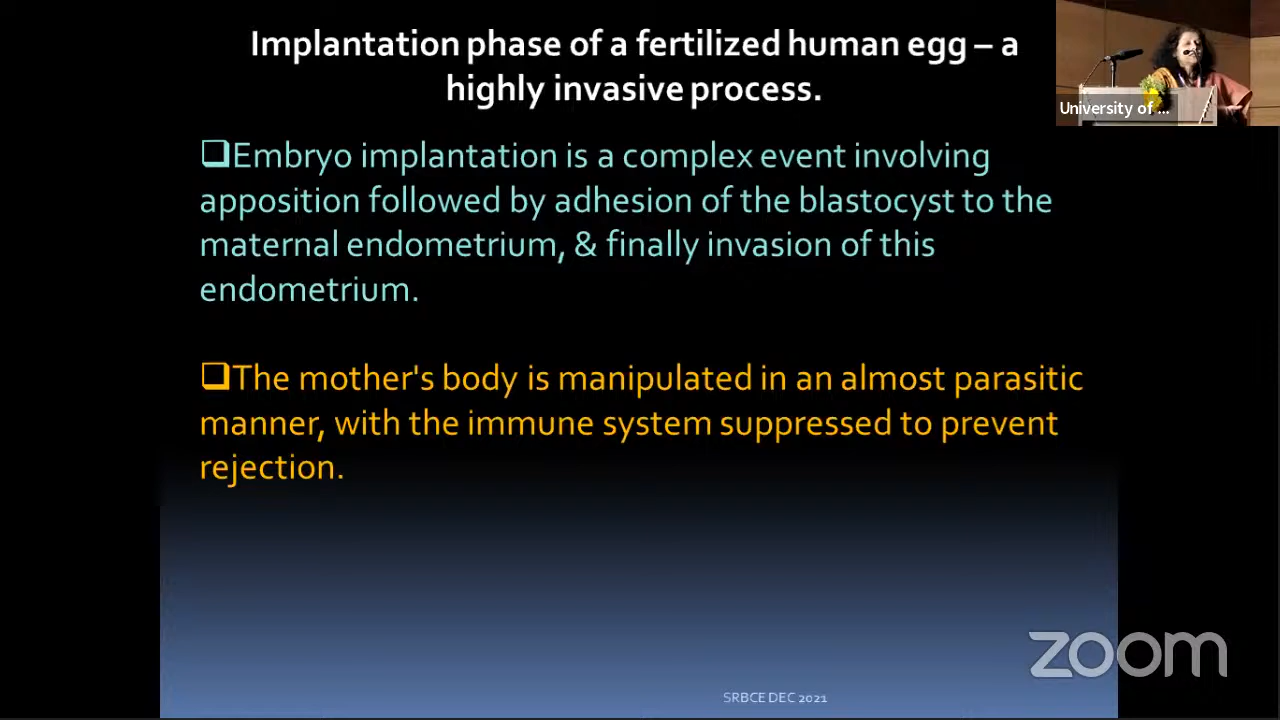 Implantation phase of a fertilized human egg – a
highly invasive process.
University of ...
❑Embryo implantation is a complex event involving
apposition followed by adhesion of the blastocyst to the
maternal endometrium, & finally invasion of this
endometrium.
❑The mother's body is manipulated in an almost parasitic
manner, with the immune system suppressed to prevent
rejection.
zoom
SRBCE DEC 2021